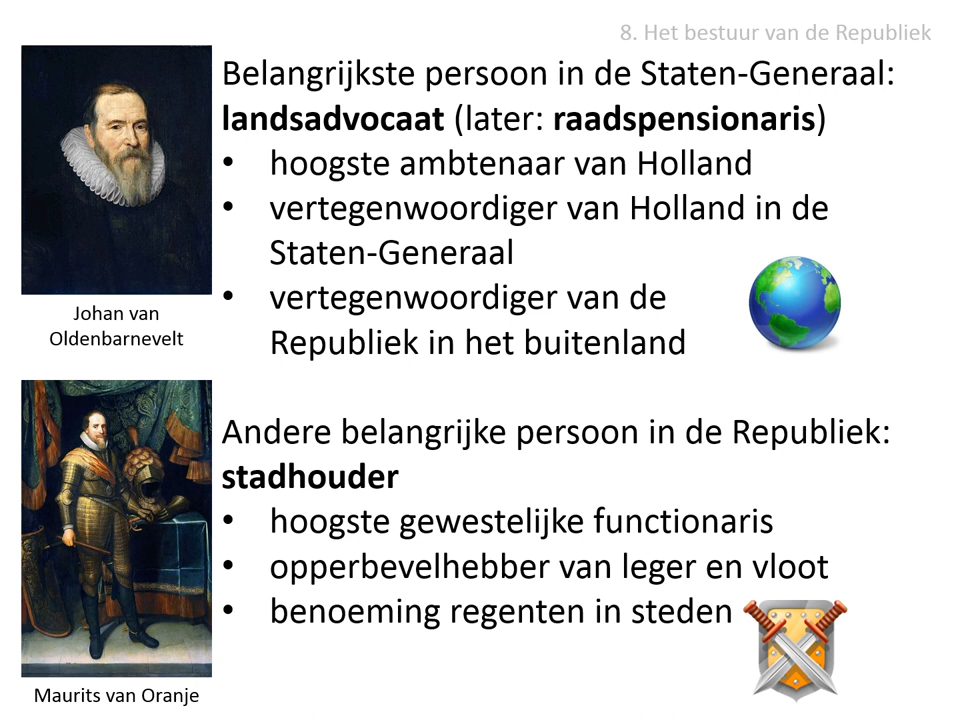 8. Het bestuur van de Republiek
Belangrijkste persoon in de Staten-Generaal:
landsadvocaat (later: raadspensionaris)
• hoogste ambtenaar van Holland
• vertegenwoordiger van Holland in de
Staten-Generaal
• vertegenwoordiger van de
Republiek in het buitenland
Johan van
Oldenbarnevelt
Andere belangrijke persoon in de Republiek:
stadhouder
• hoogste gewestelijke functionaris
• opperbevelhebber van leger en vloot
• benoeming regenten in steden
Maurits van Oranje